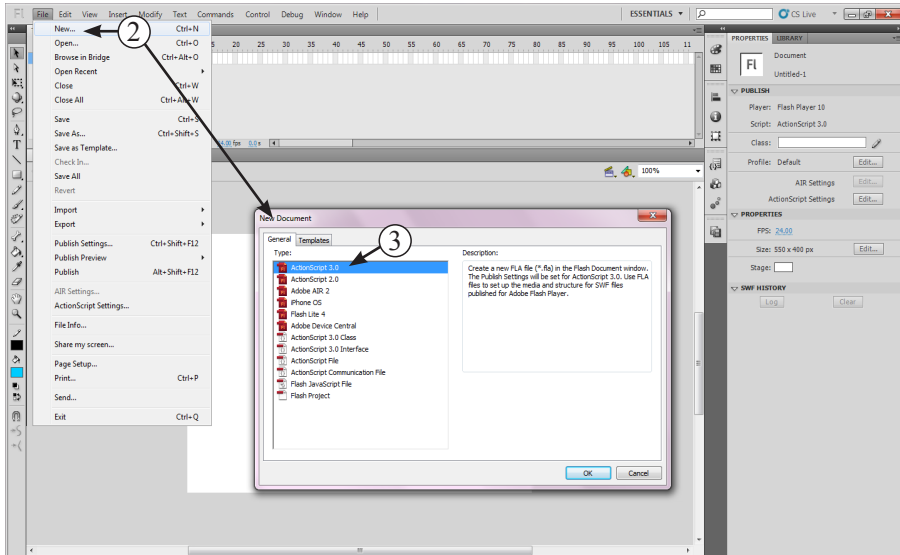 Fl File Edit View Insert Modify Text Commands Control Debug Window Help ESSENTIALS CS Live
New... Ctrl+N
Open... Ctrl+O
Browse in Bridge Ctrl+Alt+O
Open Recent
Close Ctrl+W
Close All Ctrl+Alt+W
Save Ctrl+S
Save As... Ctrl+Shift+S
Save as Template...
Check In...
Save All
Revert
Import
Export
Publish Settings... Ctrl+Shift+F12
Publish Preview
Publish Alt+Shift+F12
AIR Settings...
ActionScript Settings...
File Info...
Share my screen...
Page Setup...
Print... Ctrl+P
Send...
Exit Ctrl+Q
2
5 20 25 30 35 40 45 50 55 60 65 70 75 80 85 90 95 100 105 11
fps 0.0s
100%
New Document
General Templates
3
Type:
ActionScript 3.0
ActionScript 2.0
Adobe AIR 2
iPhone OS
Flash Lite 4
Adobe Device Central
ActionScript 3.0 Class
ActionScript 3.0 Interface
ActionScript File
ActionScript Communication File
Flash JavaScript File
Flash Project
Description:
Create a new FLA file (*.fla) in the Flash Document window.
The Publish Settings will be set for ActionScript 3.0. Use FLA
files to set up the media and structure for SWF files
published for Adobe Flash Player.
OK Cancel
PROPERTIES LIBRARY
Fl
Document
Untitled-1
PUBLISH
Player: Flash Player 10
Script: ActionScript 3.0
Class:
Profile: Default Edit...
AIR Settings Edit...
ActionScript Settings Edit...
PROPERTIES
FPS: 24.00
Size: 550 x 400 px Edit...
Stage:
SWF HISTORY
Log Clear